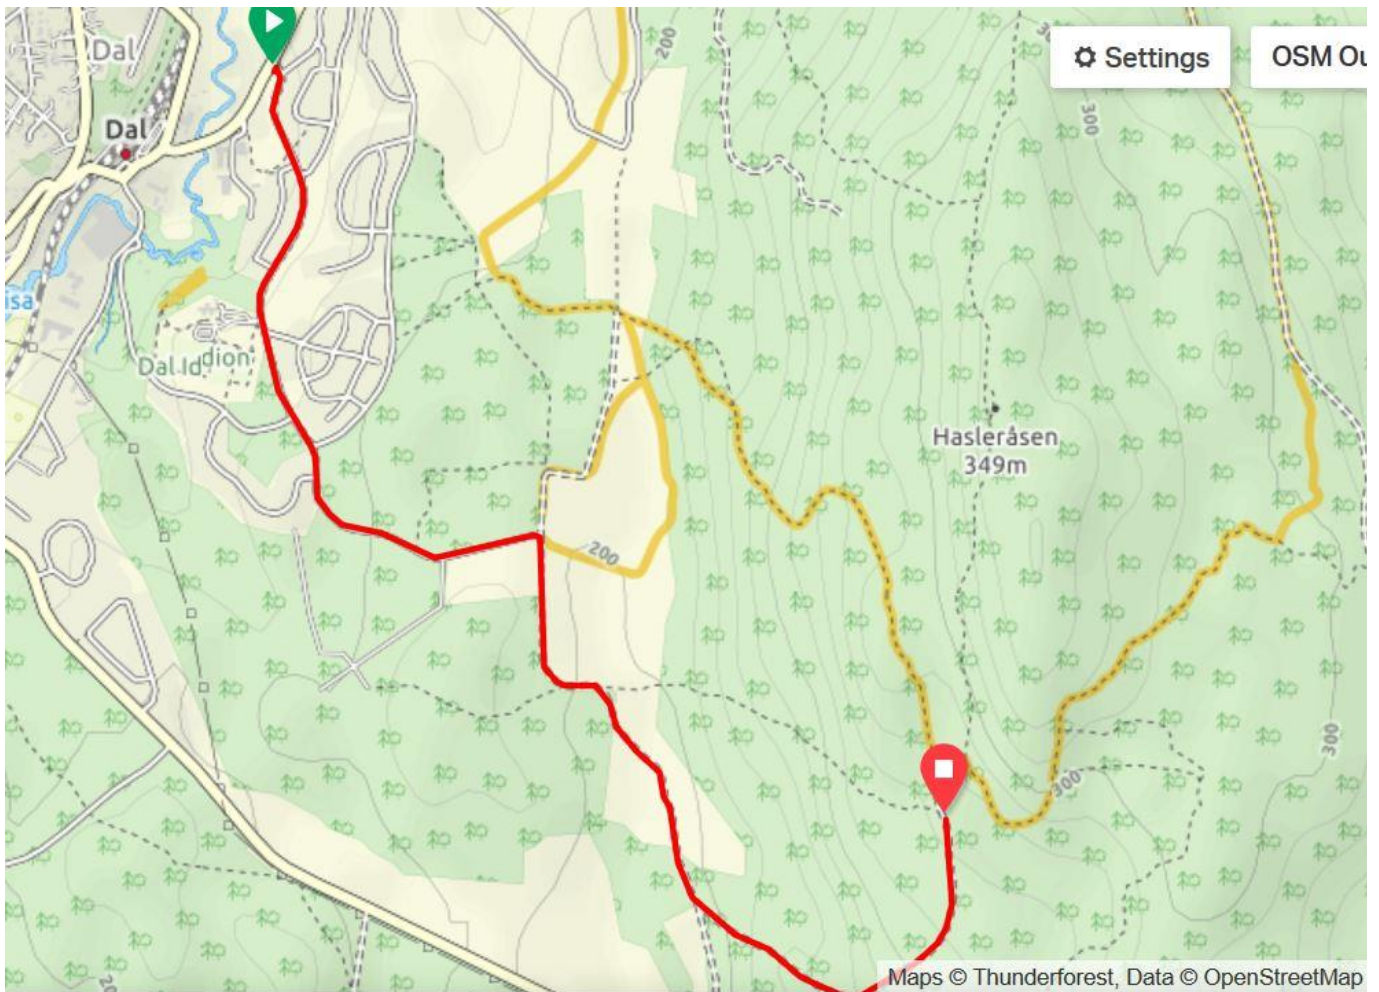 Dal
200
Settings
OSM Ou
300
Dal
isa
Dal Id
dion
Hasleråsen
349m
200
300
300
20
Maps © Thunderforest, Data © OpenStreetMap